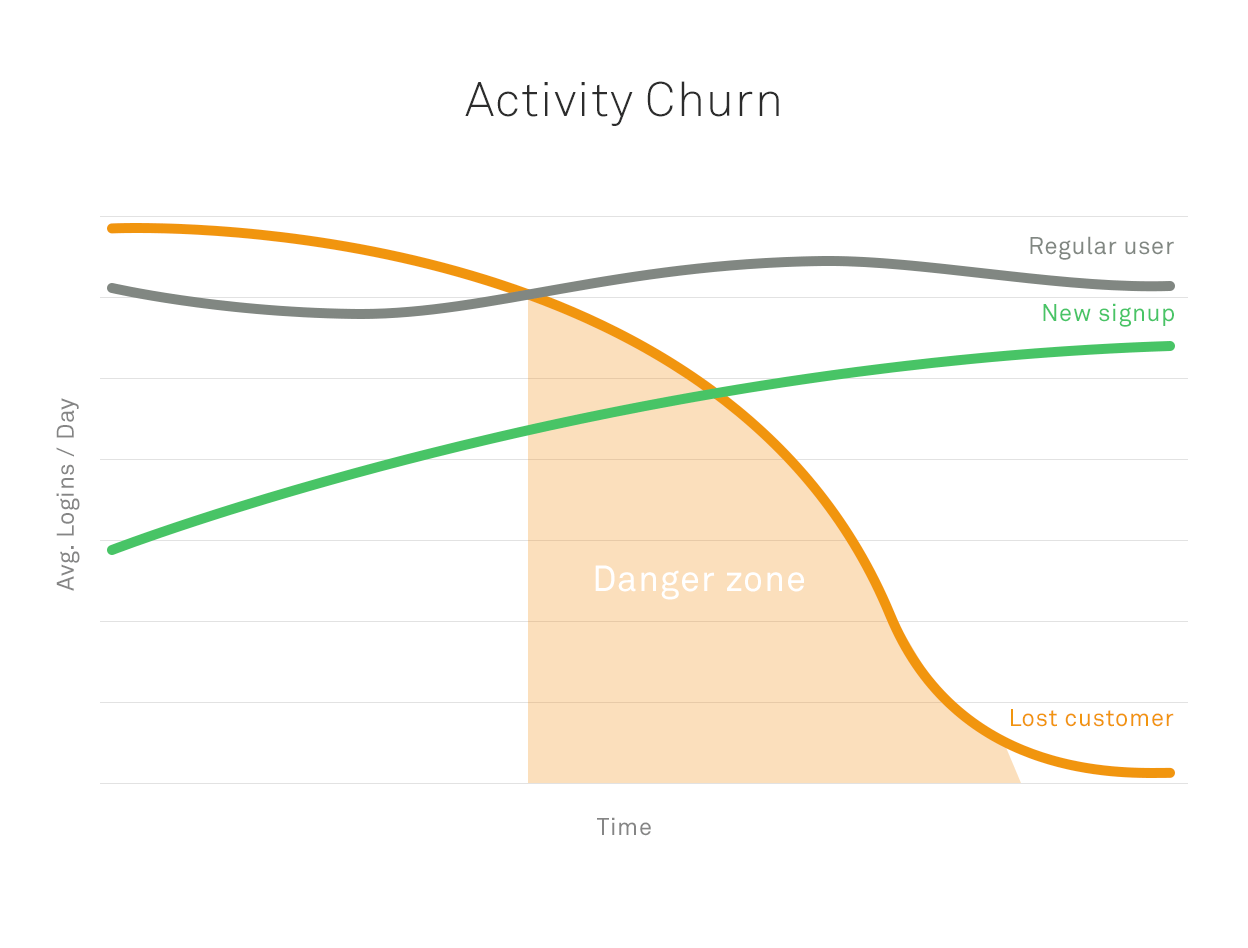 Activity Churn
Regular user
New signup
Avg. Logins / Day
Danger zone
Lost customer
Time